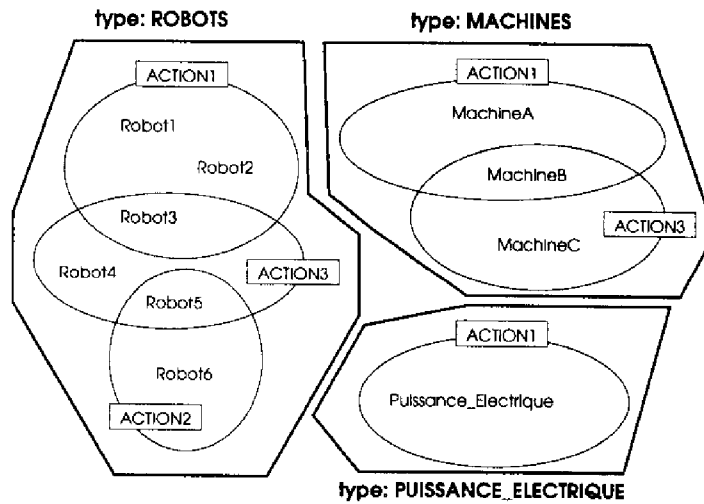 type: ROBOTS
ACTION1
Robot1
Robot2
Robot3
Robot4
ACTION3
Robot5
Robot6
ACTION2
type: MACHINES
ACTION1
MachineA
MachineB
ACTION3
MachineC
ACTION1
Puissance_Electrique
type: PUISSANCE_ELECTRIQUE